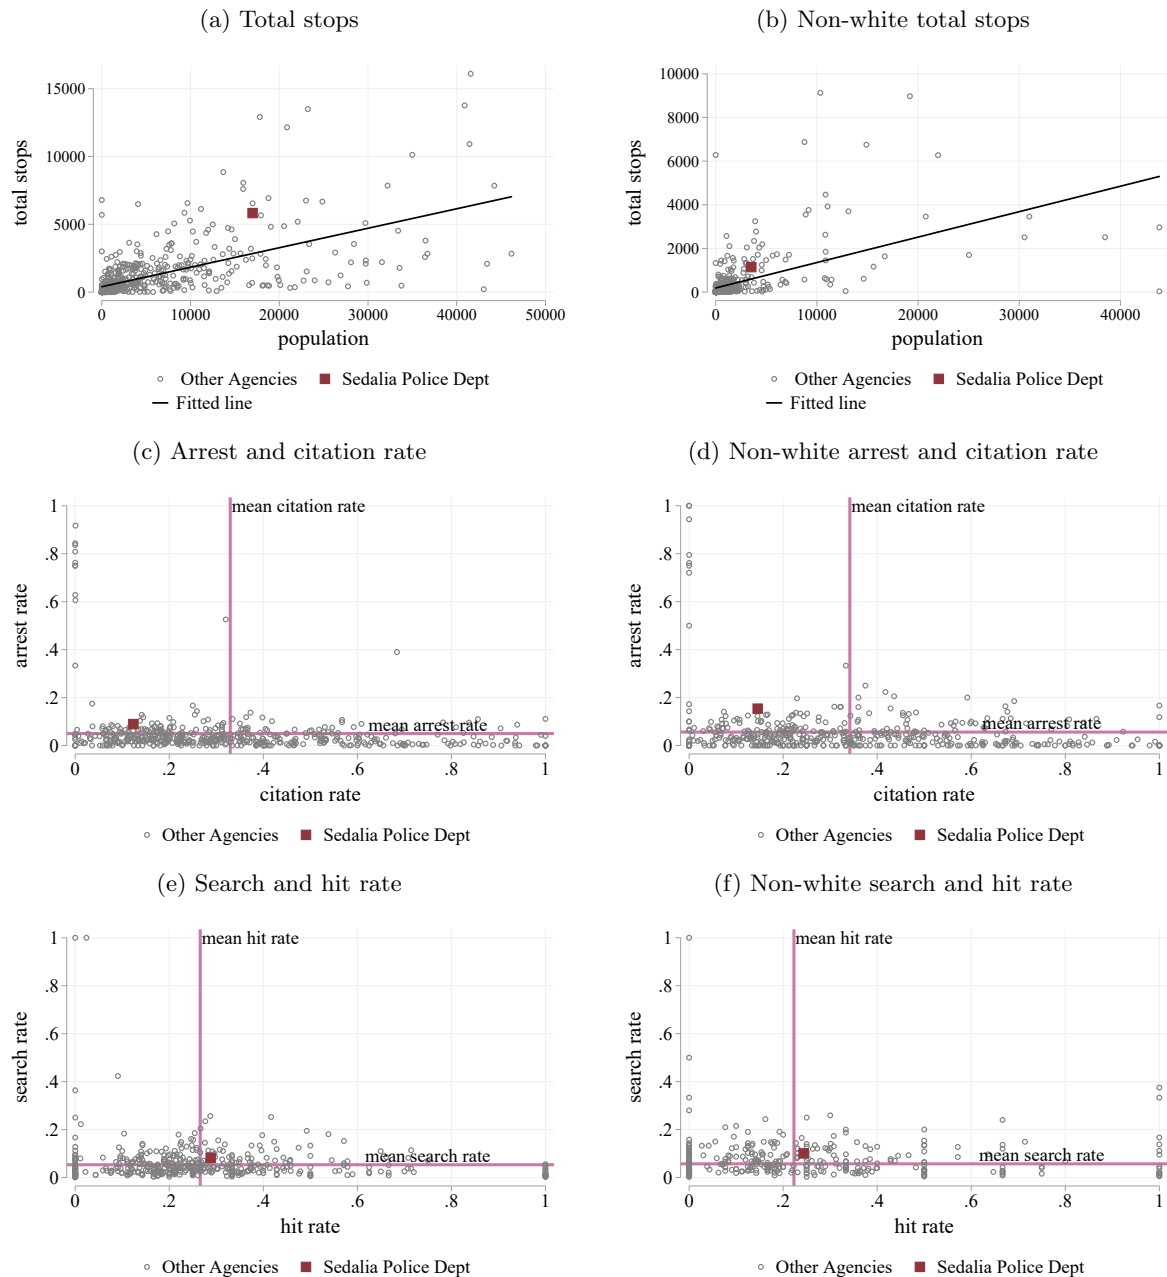 (a) Total stops
total stops
15000
10000
5000
0
0 10000 20000 30000 40000 50000
population
Other Agencies Sedalia Police Dept
Fitted line
(b) Non-white total stops
total stops
10000
8000
6000
4000
2000
0
0 10000 20000 30000 40000
population
Other Agencies Sedalia Police Dept
Fitted line
(c) Arrest and citation rate
arrest rate
1
.8
.6
.4
.2
0
mean citation rate
mean arrest rate
0 .2 .4 .6 .8 1
citation rate
Other Agencies Sedalia Police Dept
(d) Non-white arrest and citation rate
arrest rate
1
.8
.6
.4
.2
0
mean citation rate
mean arrest rate
0 .2 .4 .6 .8 1
citation rate
Other Agencies Sedalia Police Dept
(e) Search and hit rate
search rate
1
.8
.6
.4
.2
0
mean hit rate
mean search rate
0 .2 .4 .6 .8 1
hit rate
Other Agencies Sedalia Police Dept
(f) Non-white search and hit rate
search rate
1
.8
.6
.4
.2
0
mean hit rate
mean search rate
0 .2 .4 .6 .8 1
hit rate
Other Agencies Sedalia Police Dept